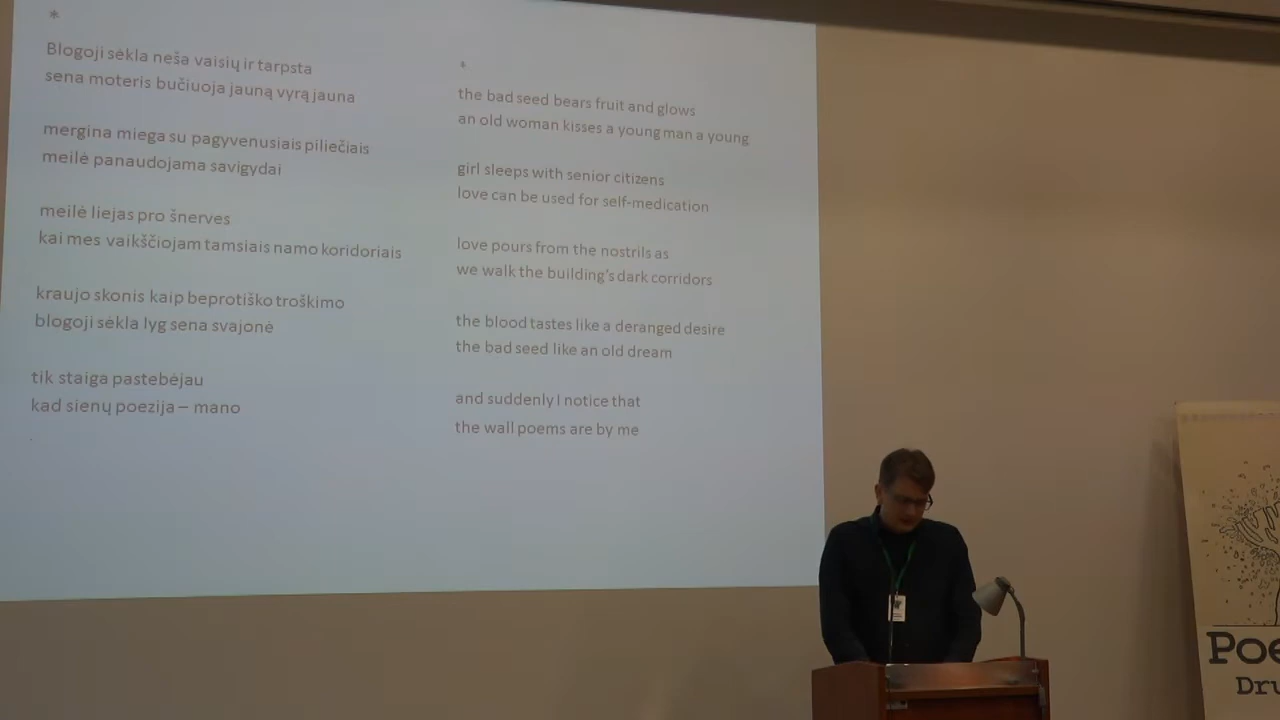 *
Blogoji sėkla neša vaisių ir tarpsta
sena moteris bučiuoja jauną vyrą jauna
mergina miega su pagyvenusiais piliečiais
meilė panaudojama savigydai
meilė liejas pro šnerves
kai mes vaikščiojam tamsiais namo koridoriais
kraujo skonis kaip beprotiško troškimo
blogoji sėkla lyg sena svajonė
tik staiga pastebėjau
kad sienų poezija – mano
.
*
the bad seed bears fruit and glows
an old woman kisses a young man a young
girl sleeps with senior citizens
love can be used for self-medication
love pours from the nostrils as
we walk the building's dark corridors
the blood tastes like a deranged desire
the bad seed like an old dream
and suddenly I notice that
the wall poems are by me
Poe
Dru